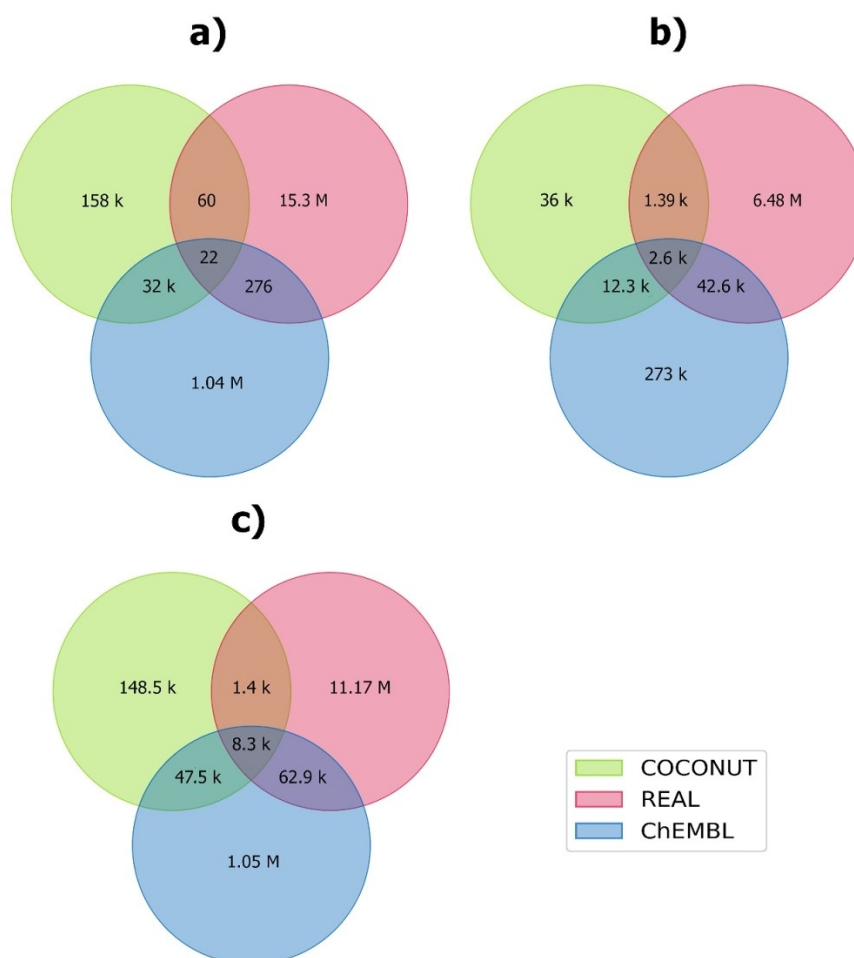 a)
158 k
60
15.3 M
22
32 k
276
1.04 M
b)
36 k
1.39 k
6.48 M
2.6 k
12.3 k
42.6 k
273 k
c)
148.5 k
1.4 k
11.17 M
8.3 k
47.5 k
62.9 k
1.05 M
COCONUT
REAL
ChEMBL